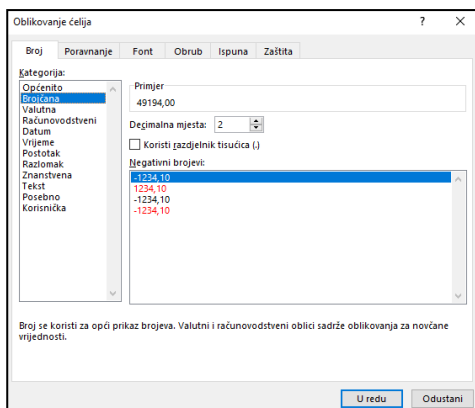 Oblikovanje ćelija ? ×
Broj Poravnanje Font Obrub Ispuna Zaštita
Kategorija:
Općenito
Brojčana
Valutna
Računovodstveni
Datum
Vrijeme
Postotak
Razlomak
Znanstvena
Tekst
Posebno
Korisnička
Primjer
49194,00
Decimalna mjesta: 2
Koristi razdjelnik tisućica (.)
Negativni brojevi:
-1234,10
1234,10
-1234,10
-1234,10
Broj se koristi za opći prikaz brojeva. Valutni i računovodstveni oblici sadrže oblikovanja za novčane
vrijednosti.
U redu Odustani